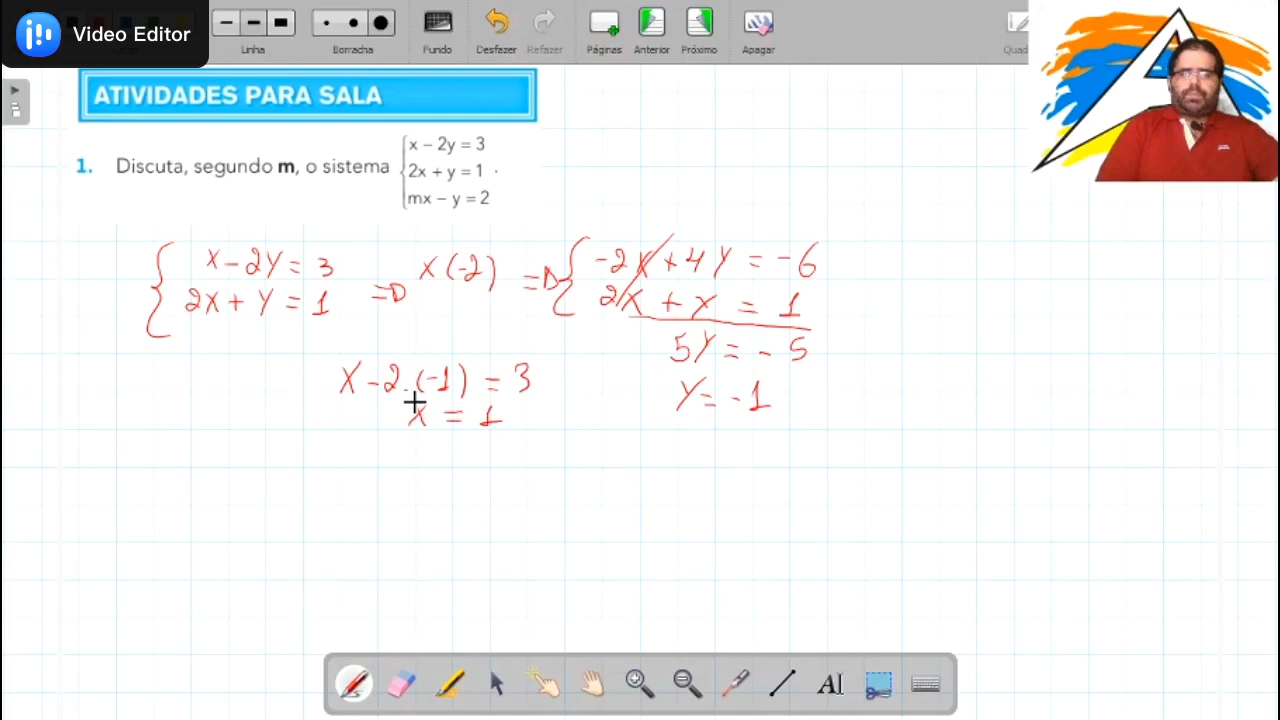 Video Editor
Linha
Borracha
Fundo
Desfazer
Refazer
Páginas
Anterior
Próximo
Apagar
Quad
ATIVIDADES PARA SALA
1. Discuta, segundo m, o sistema
x – 2y = 3
2x + y = 1 .
mx – y = 2
x - 2y = 3
2x + y = 1
=D x (-2) =D
-2x + 4y = -6
2x + y = 1
5y = -5
y = -1
x - 2.(-1) = 3
x = 1
AI